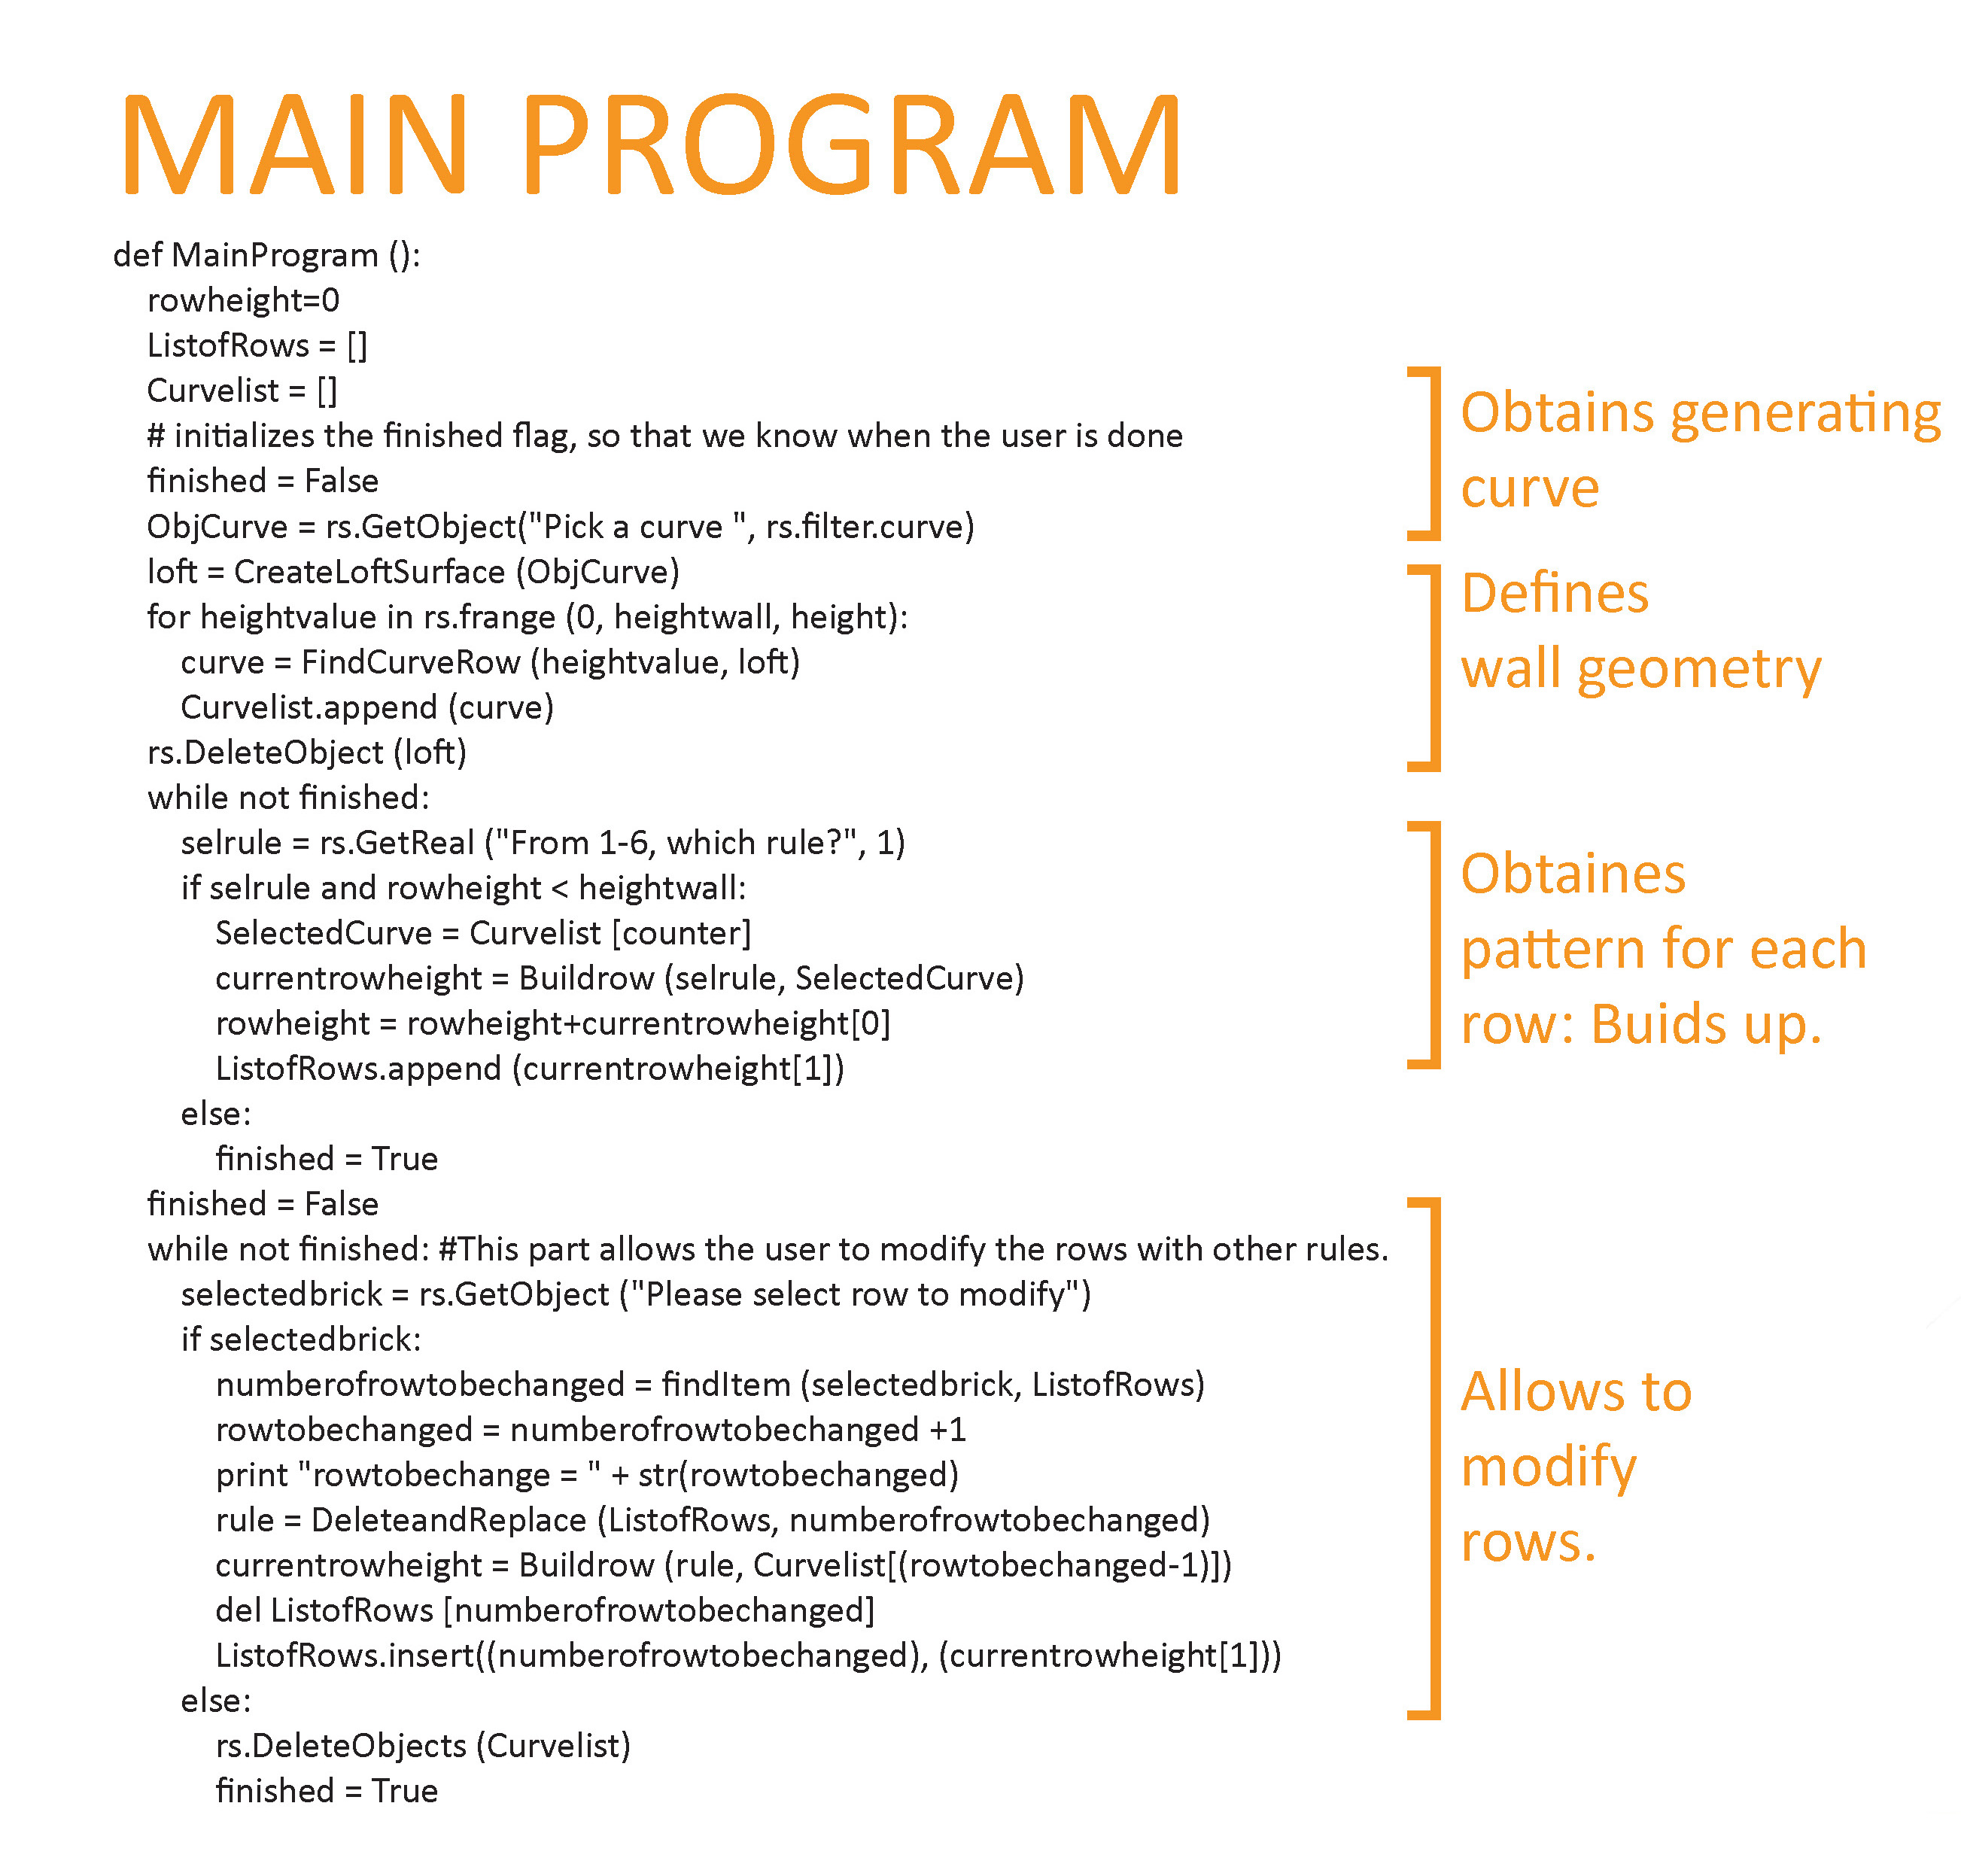 MAIN PROGRAM
def MainProgram ():
rowheight=0
ListofRows = []
Curvelist = []
# initializes the finished flag, so that we know when the user is done
finished = False
ObjCurve = rs.GetObject("Pick a curve ", rs.filter.curve)
loft = CreateLoftSurface (ObjCurve)
for heightvalue in rs.frange (0, heightwall, height):
curve = FindCurveRow (heightvalue, loft)
Curvelist.append (curve)
rs.DeleteObject (loft)
while not finished:
selrule = rs.GetReal ("From 1-6, which rule?", 1)
if selrule and rowheight < heightwall:
SelectedCurve = Curvelist [counter]
currentrowheight = Buildrow (selrule, SelectedCurve)
rowheight = rowheight+currentrowheight[0]
ListofRows.append (currentrowheight[1])
else:
finished = True
finished = False
while not finished: #This part allows the user to modify the rows with other rules.
selectedbrick = rs.GetObject ("Please select row to modify")
if selectedbrick:
numberofrowtobechanged = findItem (selectedbrick, ListofRows)
rowtobechanged = numberofrowtobechanged +1
print "rowtobechange = " + str(rowtobechanged)
rule = DeleteandReplace (ListofRows, numberofrowtobechanged)
currentrowheight = Buildrow (rule, Curvelist[(rowtobechanged-1)])
del ListofRows [numberofrowtobechanged]
ListofRows.insert((numberofrowtobechanged), (currentrowheight[1]))
else:
rs.DeleteObjects (Curvelist)
finished = True
Obtains generating
curve
Defines
wall geometry
Obtaines
pattern for each
row: Buids up.
Allows to
modify
rows.